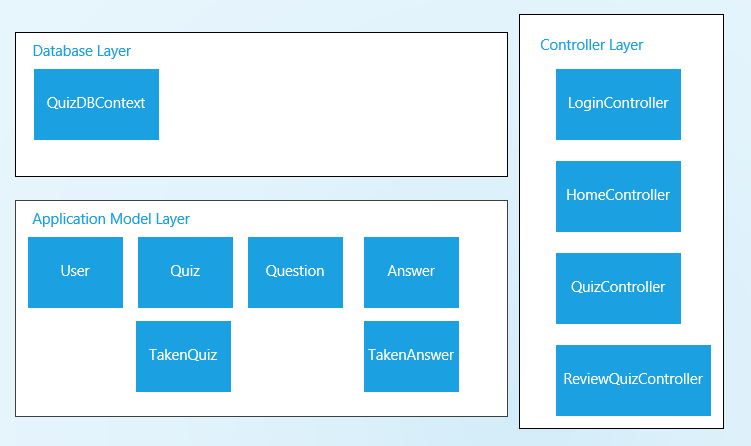 Database Layer
QuizDBContext
Application Model Layer
User
Quiz
Question
Answer
TakenQuiz
TakenAnswer
Controller Layer
LoginController
HomeController
QuizController
ReviewQuizController